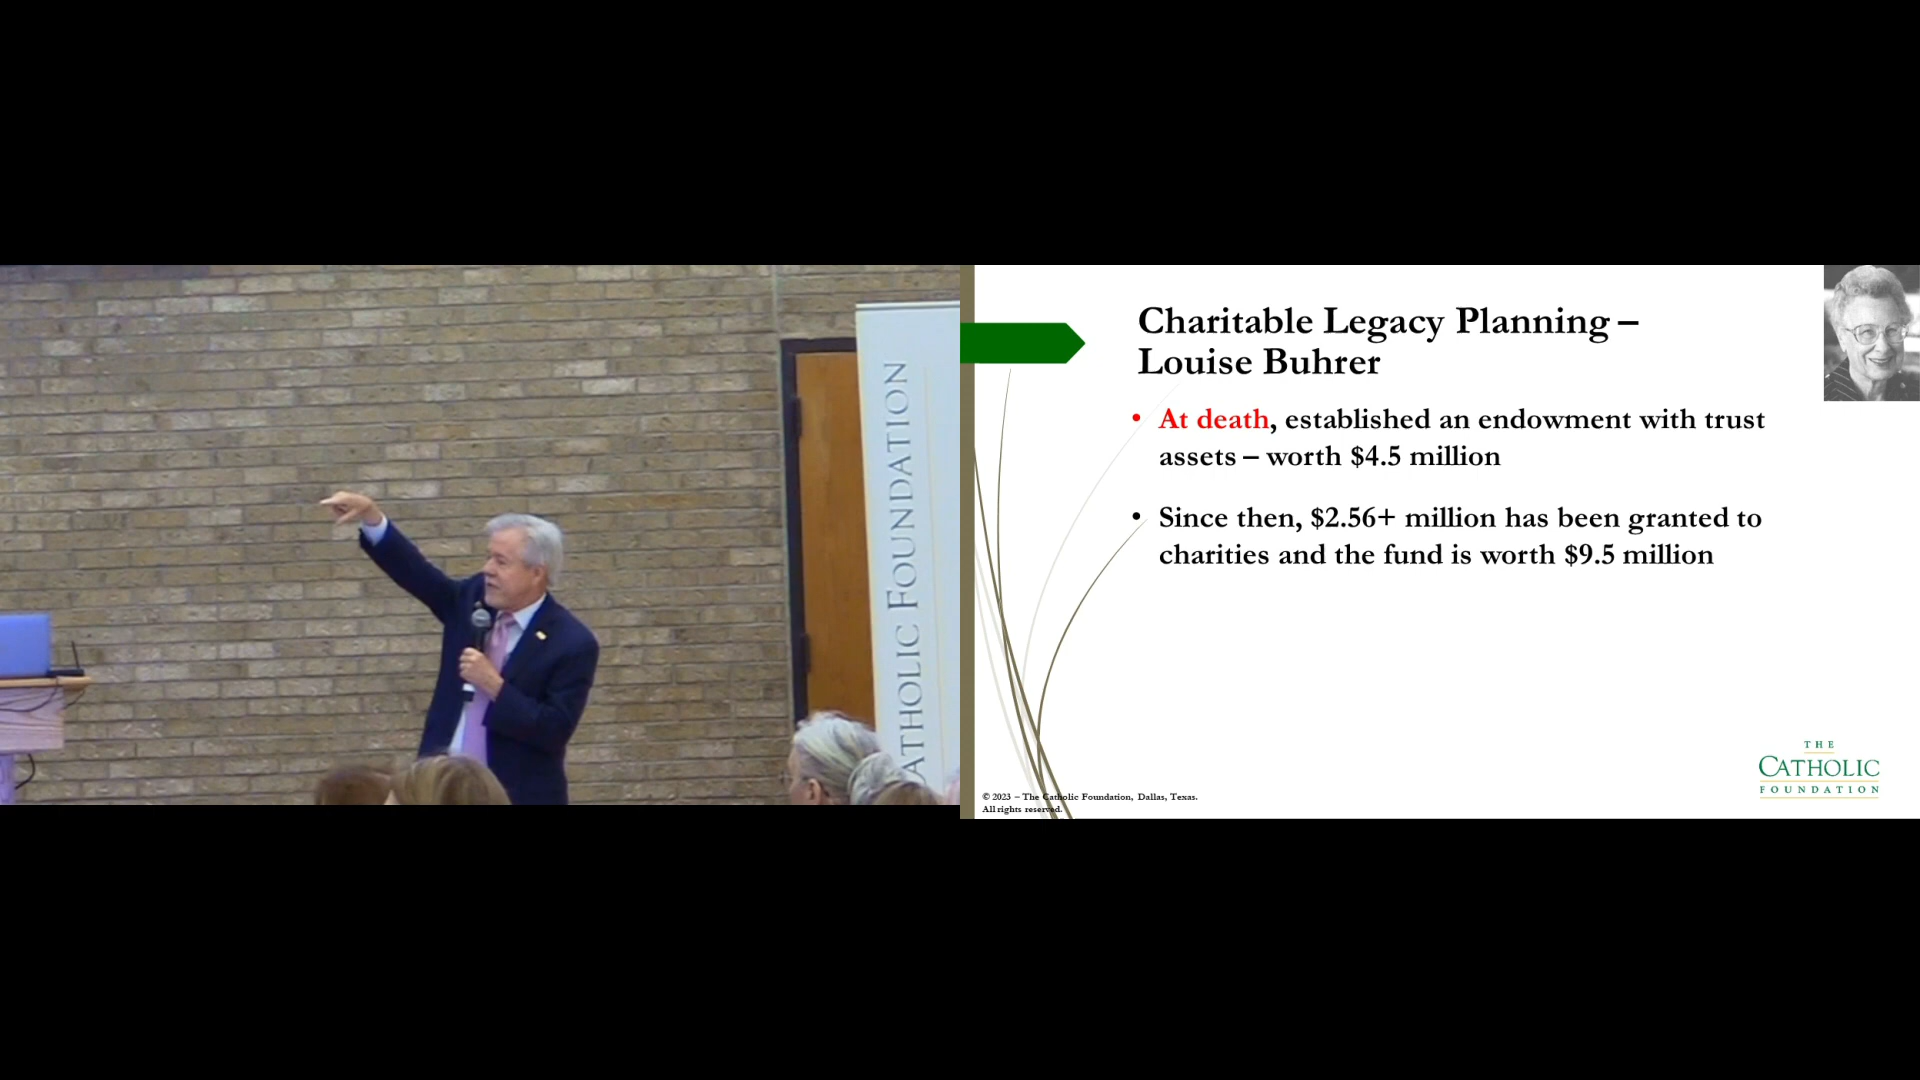 ATHOLIC FOUNDATION
Charitable Legacy Planning –
Louise Buhrer
• At death, established an endowment with trust
assets – worth $4.5 million
• Since then, $2.56+ million has been granted to
charities and the fund is worth $9.5 million
THE
CATHOLIC
FOUNDATION
© 2023 – The Catholic Foundation, Dallas, Texas.
All rights reserved.